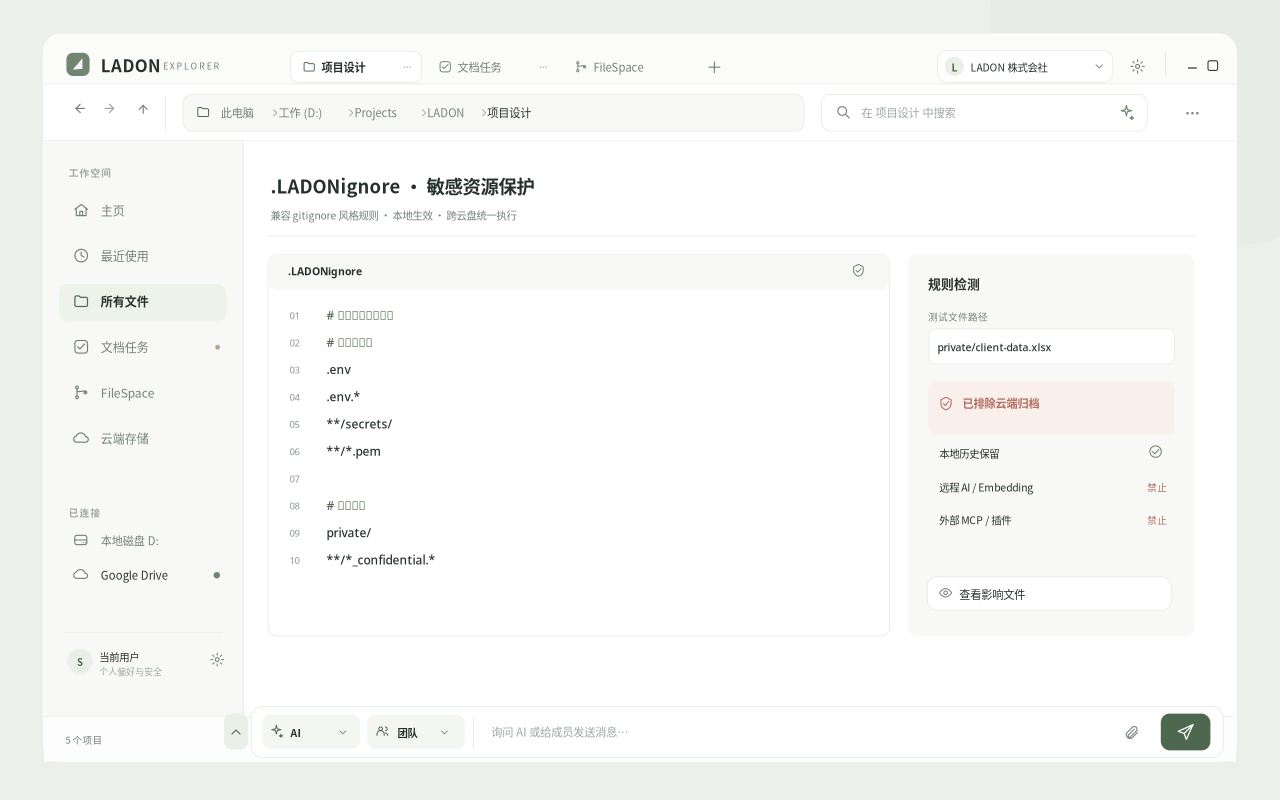 LADON EXPLORER
项目设计 ···
文档任务 ···
FileSpace
L LADON 株式会社
此电脑 >工作 (D:) >Projects >LADON >项目设计
在 项目设计 中搜索
工作空间
主页
最近使用
所有文件
文档任务
FileSpace
云端存储
已连接
本地磁盘 D:
Google Drive
S 当前用户
个人偏好与安全
5 个项目
.LADONignore · 敏感资源保护
兼容 gitignore 风格规则 · 本地生效 · 跨云盘统一执行
.LADONignore
01 #
02 #
03 .env
04 .env.*
05 **/secrets/
06 **/*.pem
07
08 #
09 private/
10 **/*_confidential.*
规则检测
测试文件路径
private/client-data.xlsx
已排除云端归档
本地历史保留
远程 AI / Embedding 禁止
外部 MCP / 插件 禁止
查看影响文件
AI
团队
询问 AI 或给成员发送消息···